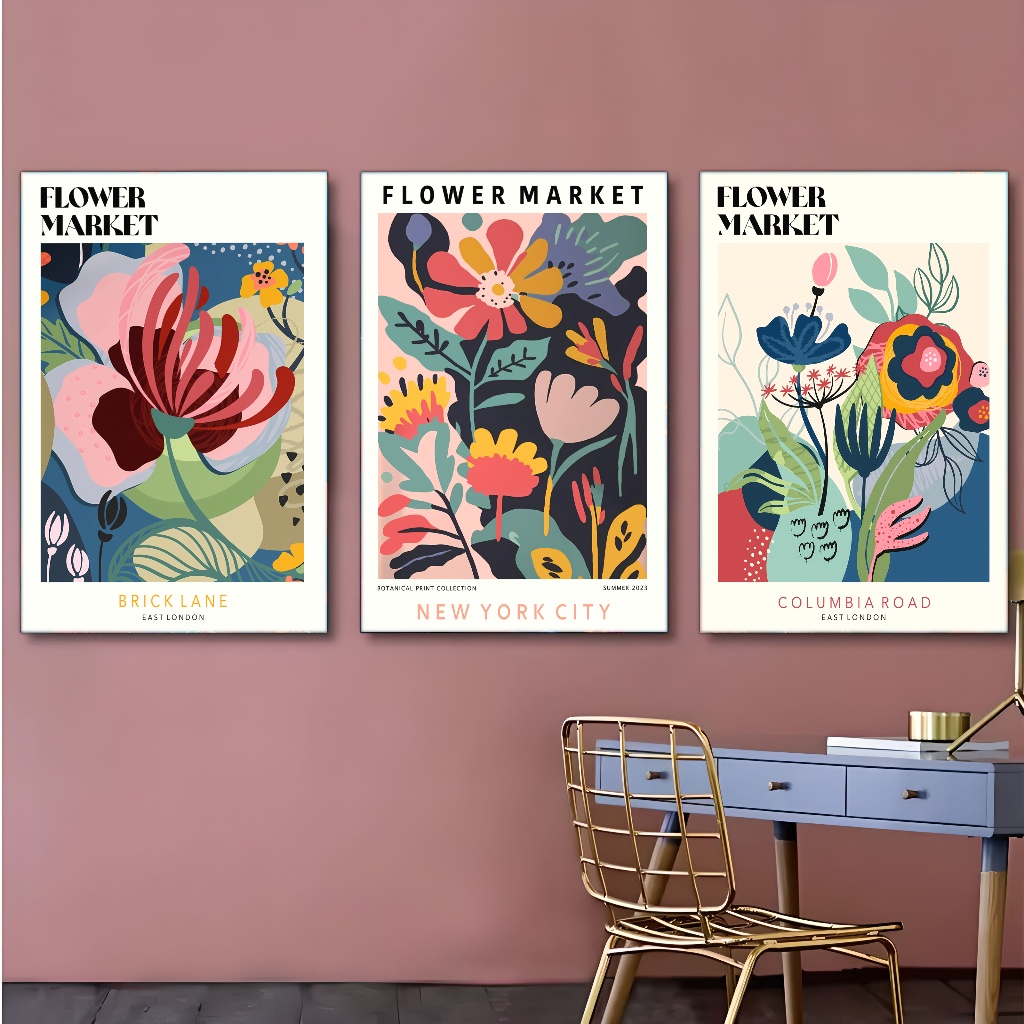 FLOWER
MARKET
BRICK LANE
EAST LONDON
FLOWER MARKET
BOTANICAL PRINT COLLECTION
SUMMER 2023
NEW YORK CITY
FLOWER
MARKET
COLUMBIA ROAD
EAST LONDON